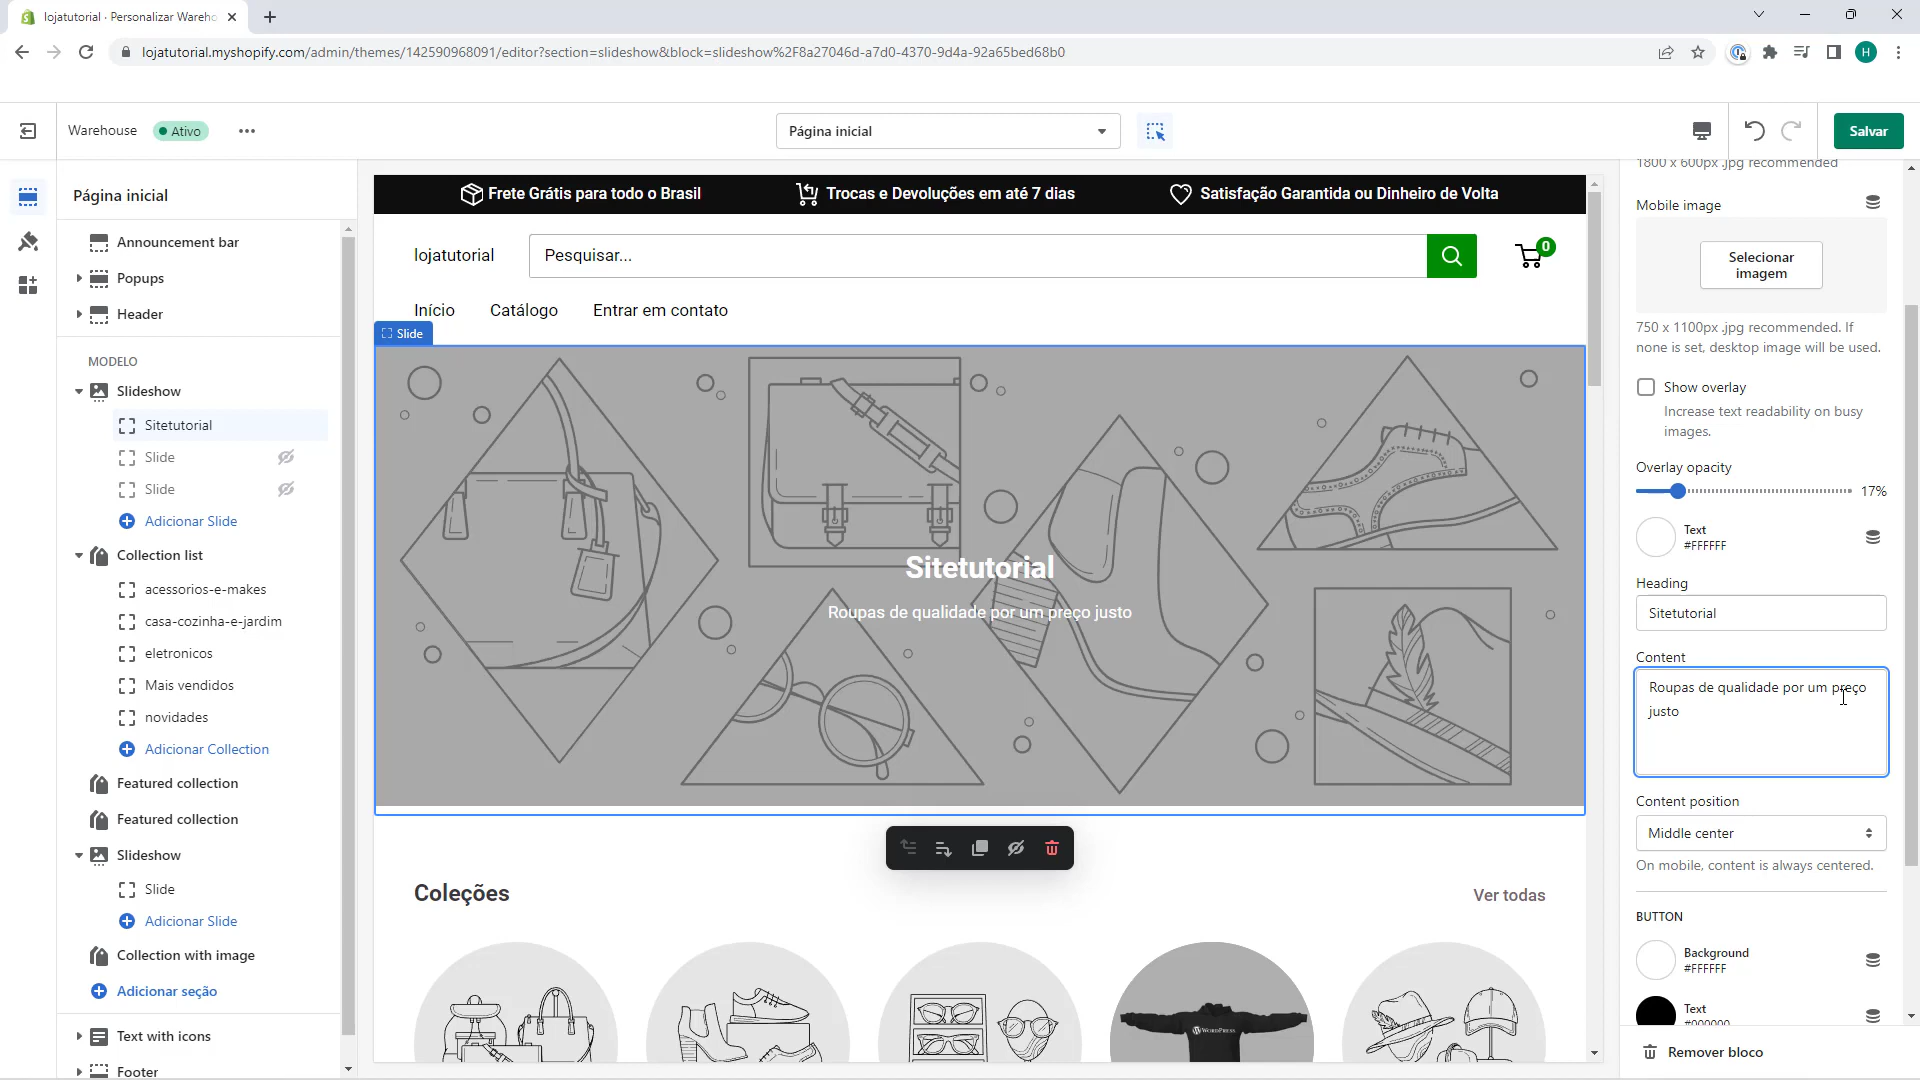 lojatutorial · Personalizar Wareho
lojatutorial.myshopify.com/admin/themes/142590968091/editor?section=slideshow&block=slideshow%2F8a27046d-a7d0-4370-9d4a-92a65bed68b0
H
Warehouse
Ativo
Página inicial
Salvar
Página inicial
Announcement bar
Popups
Header
MODELO
Slideshow
Sitetutorial
Slide
Slide
Adicionar Slide
Collection list
acessorios-e-makes
casa-cozinha-e-jardim
eletronicos
Mais vendidos
novidades
Adicionar Collection
Featured collection
Featured collection
Slideshow
Slide
Adicionar Slide
Collection with image
Adicionar seção
Text with icons
Footer
Frete Grátis para todo o Brasil
Trocas e Devoluções em até 7 dias
Satisfação Garantida ou Dinheiro de Volta
lojatutorial
Pesquisar...
0
Início
Catálogo
Entrar em contato
Slide
Sitetutorial
Roupas de qualidade por um preço justo
Coleções
Ver todas
WORDPRESS
1800 x 600px .jpg recommended
Mobile image
Selecionar
imagem
750 x 1100px .jpg recommended. If
none is set, desktop image will be used.
Show overlay
Increase text readability on busy
images.
Overlay opacity
17%
Text
#FFFFFF
Heading
Sitetutorial
Content
Roupas de qualidade por um preço
justo
Content position
Middle center
On mobile, content is always centered.
BUTTON
Background
#FFFFFF
Text
#000000
Remover bloco